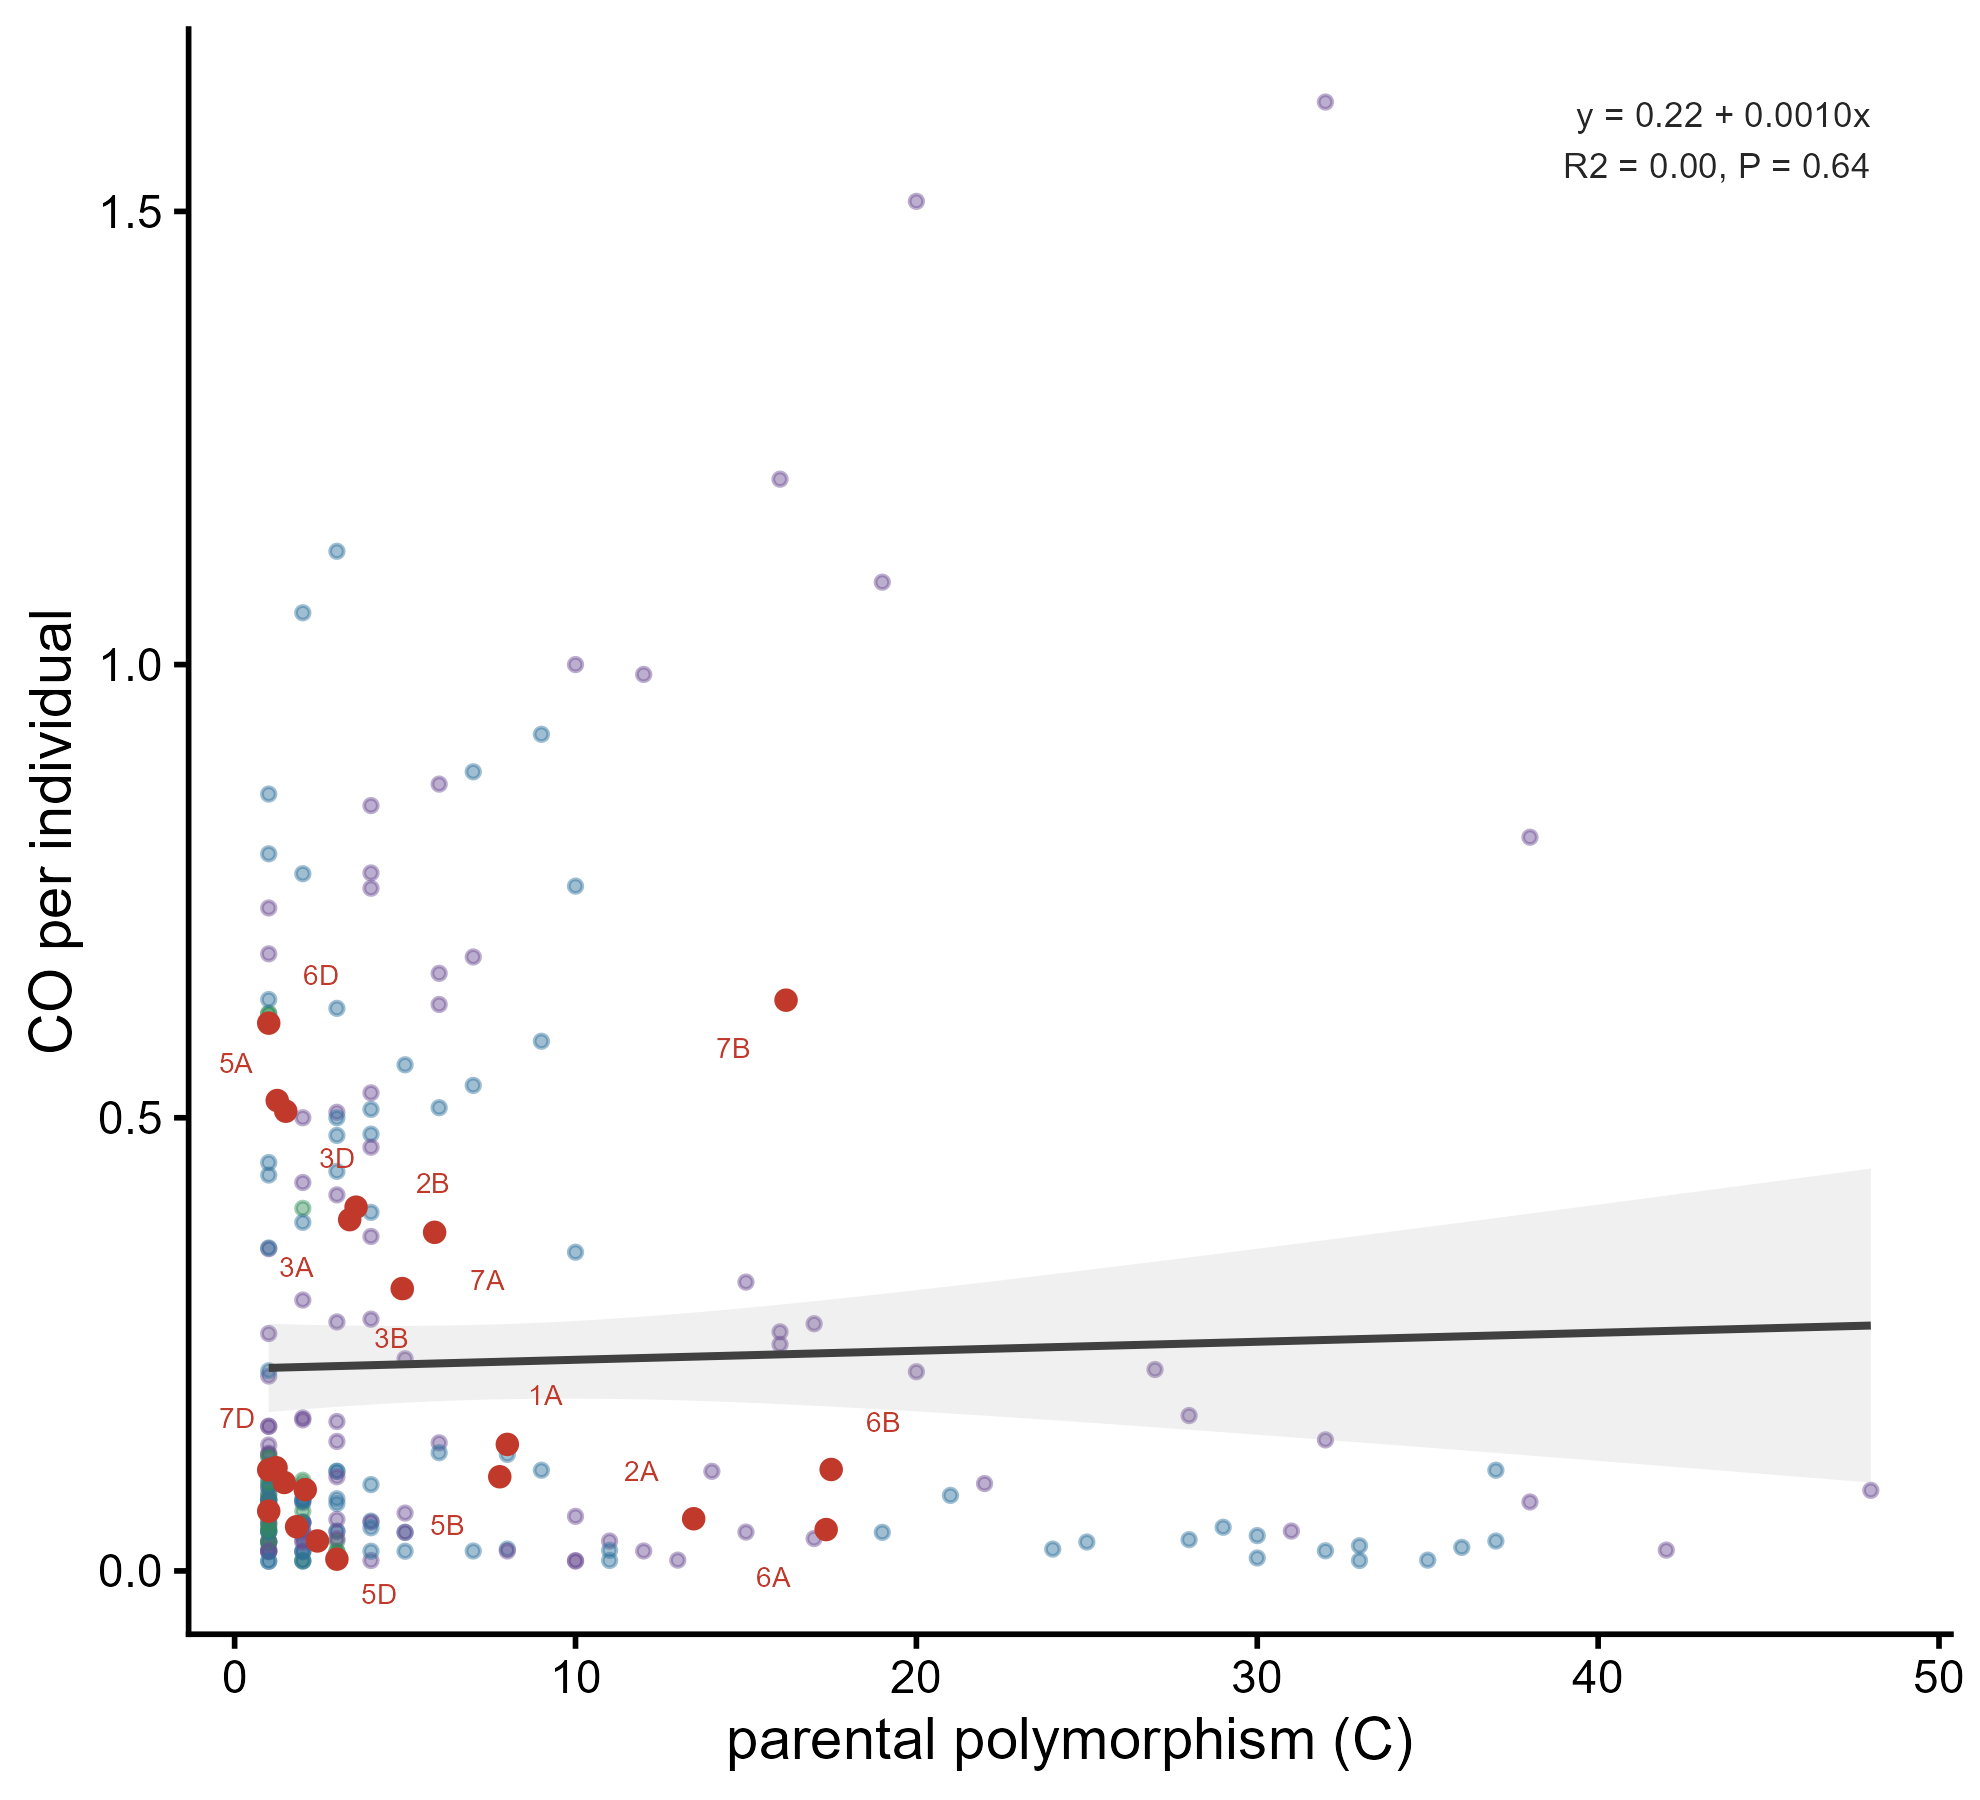 y = 0.22 + 0.0010x
R2 = 0.00, P = 0.64
1.5
1.0
0.5
0.0
CO per individual
6D
5A
7B
3D
2B
3A
7A
3B
1A
7D
6B
2A
5B
6A
5D
0
10
20
30
40
50
parental polymorphism (C)